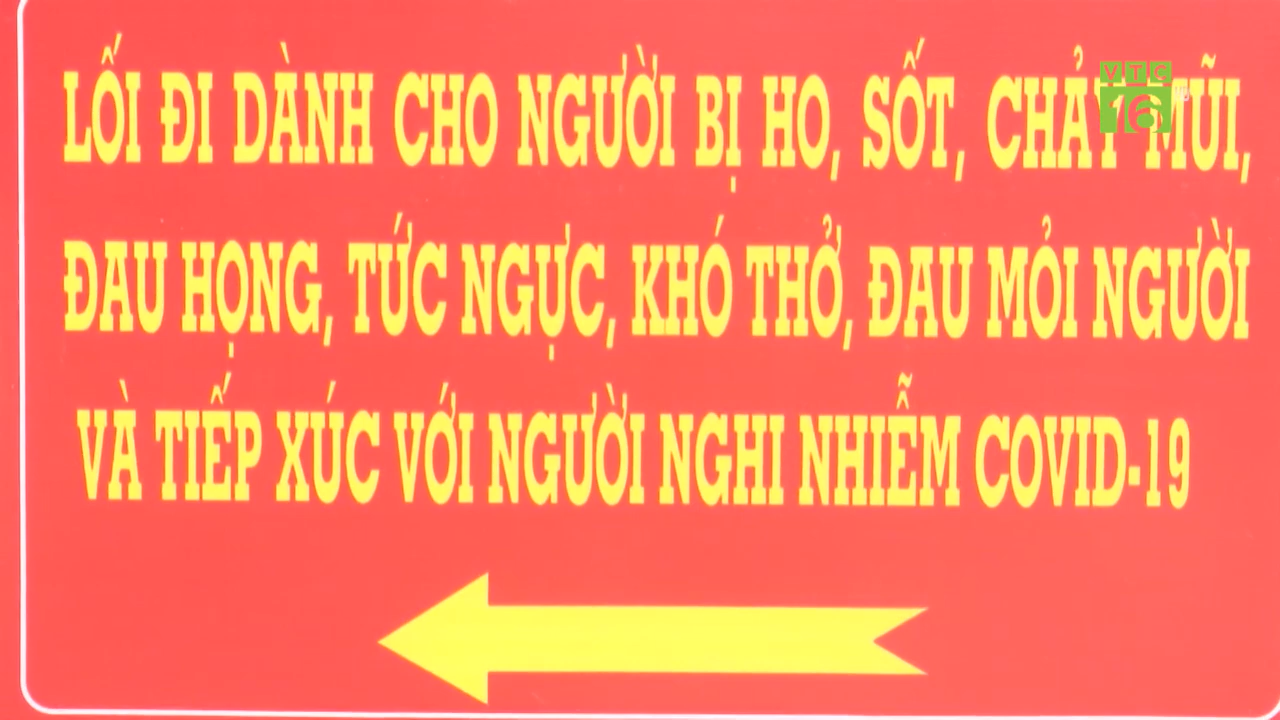 LỐI ĐI DÀNH CHO NGƯỜI BỊ HO, SỐT, CHẢY MŨI,
ĐAU HỌNG, TỨC NGỰC, KHÓ THỞ, ĐAU MỎI NGƯỜI
VÀ TIẾP XÚC VỚI NGƯỜI NGHI NHIỄM COVID-19
VTC
16
HD